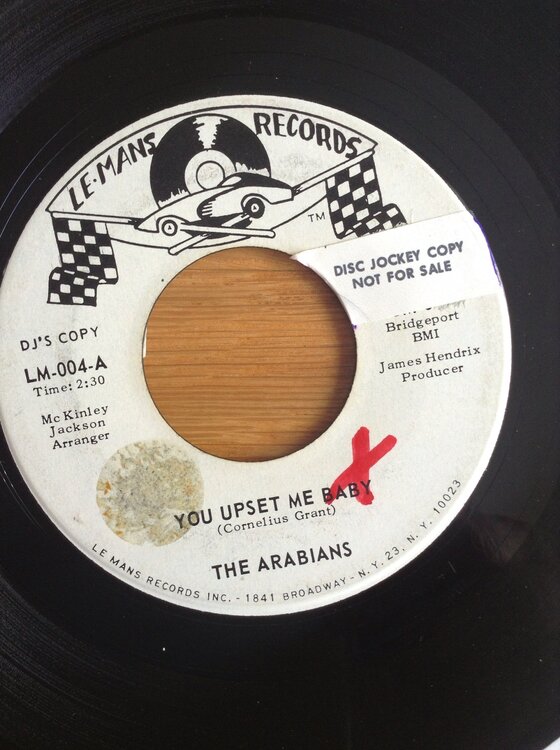 LE·MANS RECORDS
TM
DISC JOCKEY COPY
NOT FOR SALE
DJ'S COPY
LM-004-A
Time: 2:30
McKinley
Jackson
Arranger
Bridgeport
BMI
James Hendrix
Producer
YOU UPSET ME BABY
(Cornelius Grant)
THE ARABIANS
LE MANS RECORDS INC. - 1841 BROADWAY - N. Y. 23, N. Y. 10023